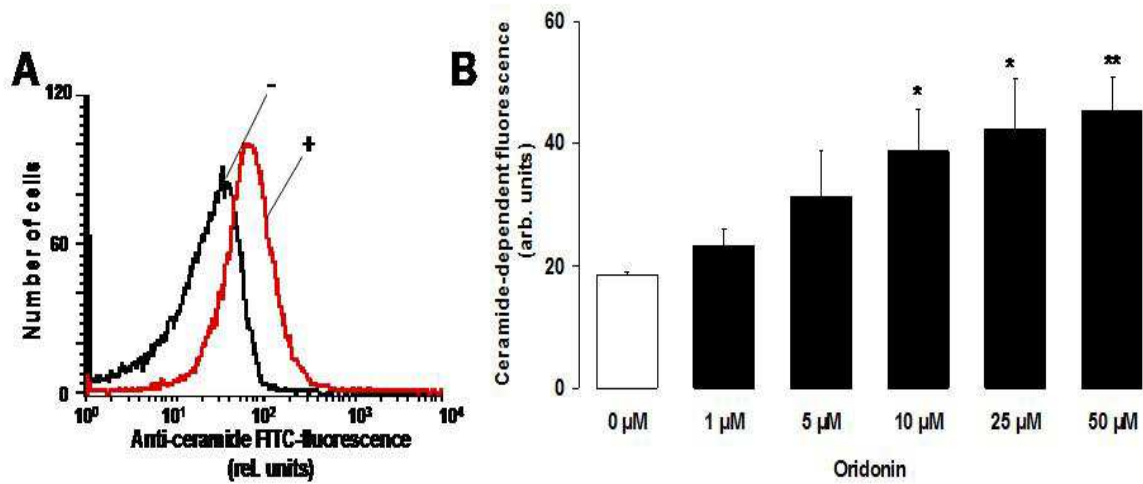 A
-
+
120
60
0
Number of cells
10⁰ 10¹ 10² 10³ 10⁴
Anti-ceramide FITC-fluorescence
(rel. units)
B
Ceramide-dependent fluorescence
(arb. units)
60
40
20
0
* * **
0 µM 1 µM 5 µM 10 µM 25 µM 50 µM
Oridonin